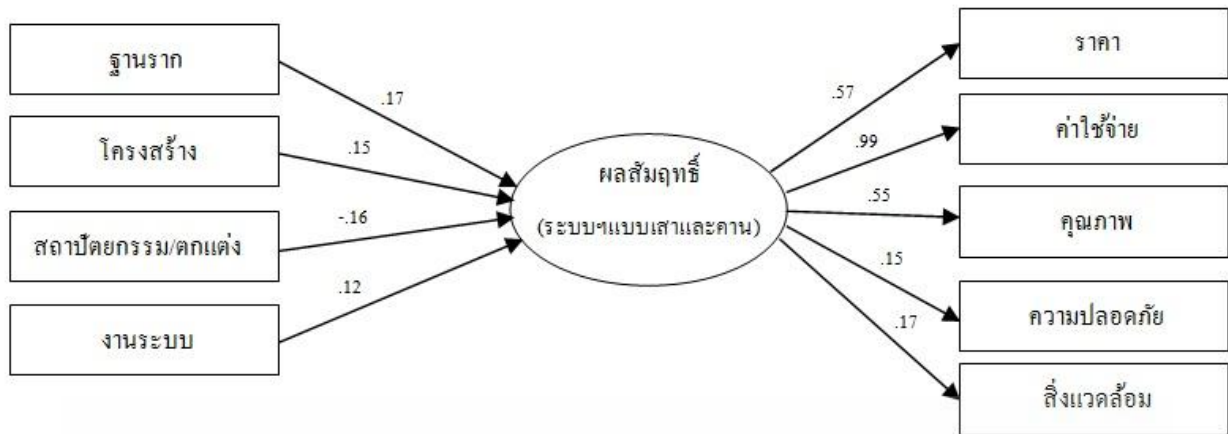 ฐานราก
โครงสร้าง
สถาปัตยกรรม/ตกแต่ง
งานระบบ
.17
.15
-.16
.12
ผลสัมฤทธิ์
(ระบบฯแบบเสาและคาน)
.57
.99
.55
.15
.17
ราคา
ค่าใช้จ่าย
คุณภาพ
ความปลอดภัย
สิ่งแวดล้อม